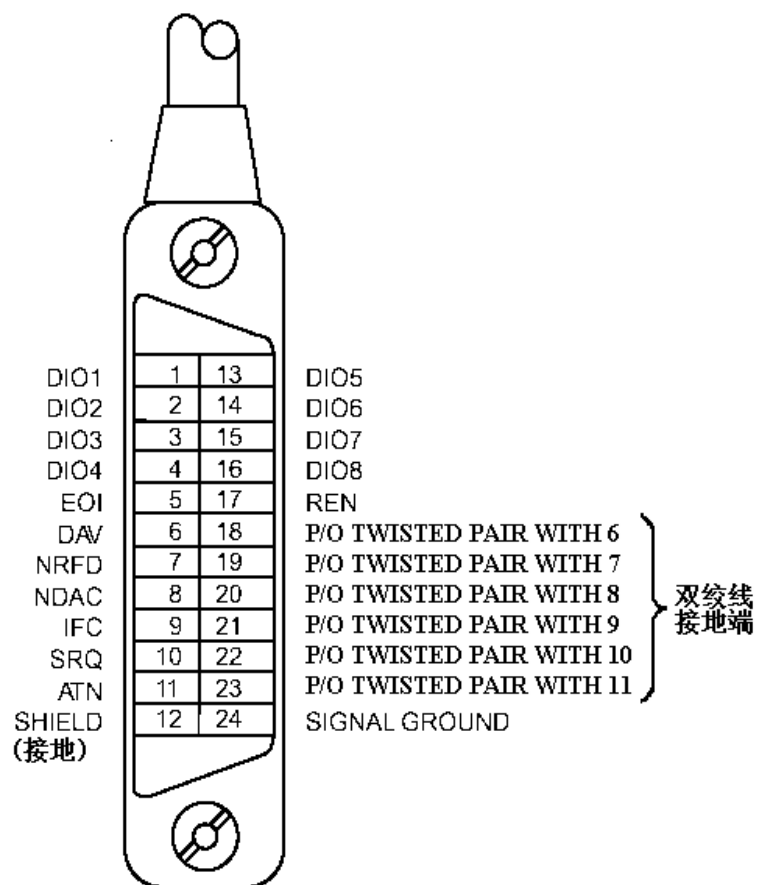 DIO1 1 13 DIO5
DIO2 2 14 DIO6
DIO3 3 15 DIO7
DIO4 4 16 DIO8
EOI 5 17 REN
DAV 6 18 P/O TWISTED PAIR WITH 6
NRFD 7 19 P/O TWISTED PAIR WITH 7
NDAC 8 20 P/O TWISTED PAIR WITH 8
IFC 9 21 P/O TWISTED PAIR WITH 9
SRQ 10 22 P/O TWISTED PAIR WITH 10
ATN 11 23 P/O TWISTED PAIR WITH 11
双绞线
接地端
SHIELD 12 24 SIGNAL GROUND
(接地)